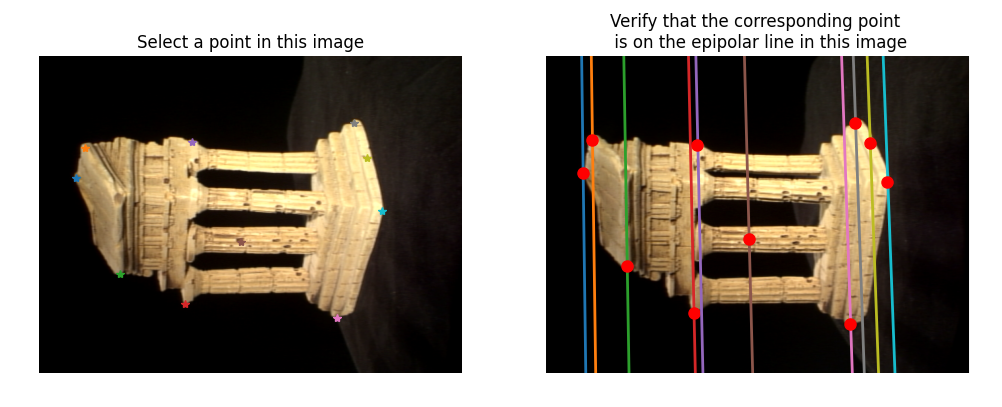 Select a point in this image
Verify that the corresponding point
is on the epipolar line in this image